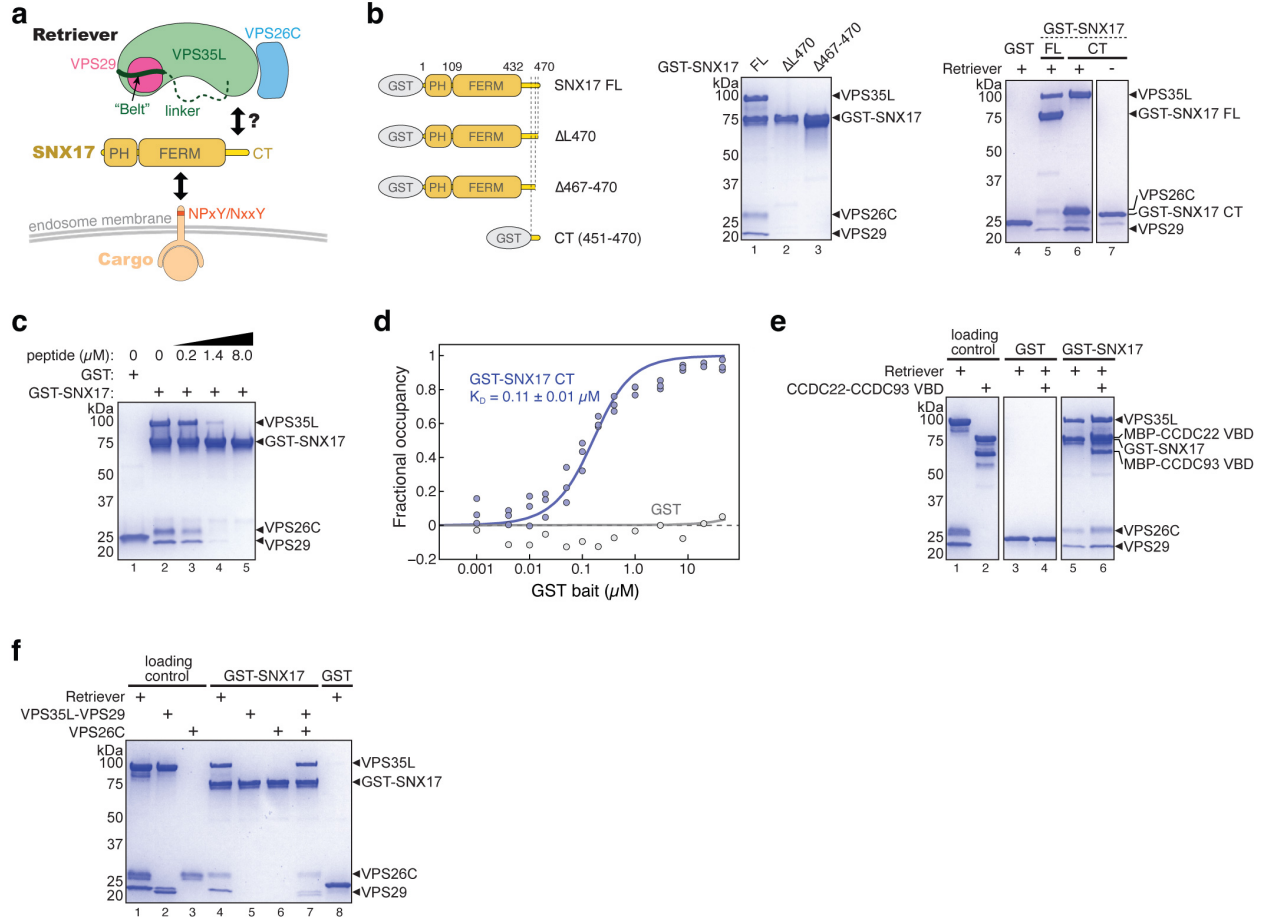 a
Retriever
VPS26C
VPS29
VPS35L
"Belt"
linker
?
SNX17
PH
FERM
CT
endosome membrane
NPxY/NxxY
Cargo
b
1 109 432 470
GST PH FERM SNX17 FL
GST PH FERM ΔL470
GST PH FERM Δ467-470
GST CT (451-470)
GST-SNX17 FL ΔL470 Δ467-470
kDa
100 VPS35L
75 GST-SNX17
50
37
25 VPS26C
20 VPS29
1 2 3
GST-SNX17
GST FL CT
Retriever + + + -
kDa
100 VPS35L
75 GST-SNX17 FL
50
37
VPS26C
25 GST-SNX17 CT
20 VPS29
4 5 6 7
c
peptide (μM): 0 0 0.2 1.4 8.0
GST: +
GST-SNX17: + + + +
kDa
100 VPS35L
75 GST-SNX17
50
37
25 VPS26C
20 VPS29
1 2 3 4 5
d
Fractional occupancy
1
0.8
0.6
0.4
0.2
0
−0.2
GST-SNX17 CT
KD = 0.11 ± 0.01 μM
GST
0.001 0.01 0.1 1.0 10
GST bait (μM)
e
loading control GST GST-SNX17
Retriever + + + + +
CCDC22-CCDC93 VBD + + +
kDa
100 VPS35L
75 MBP-CCDC22 VBD
GST-SNX17
MBP-CCDC93 VBD
50
37
25 VPS26C
20 VPS29
1 2 3 4 5 6
f
loading control GST-SNX17 GST
Retriever + + +
VPS35L-VPS29 + + +
VPS26C + + +
kDa
100 VPS35L
75 GST-SNX17
50
37
25 VPS26C
20 VPS29
1 2 3 4 5 6 7 8